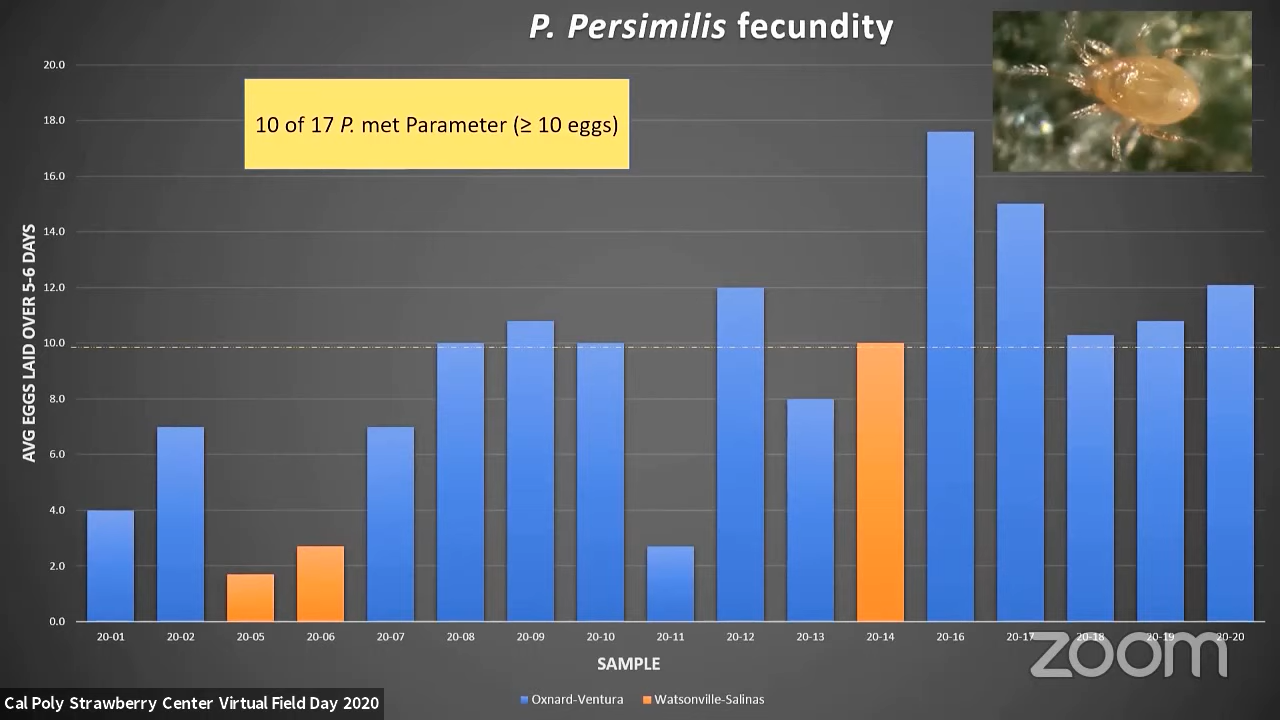 P. Persimilis fecundity
20.0
10 of 17 P. met Parameter (≥ 10 eggs)
18.0
16.0
14.0
12.0
10.0
8.0
6.0
4.0
2.0
0.0
AVG EGGS LAID OVER 5-6 DAYS
20-01 20-02 20-05 20-06 20-07 20-08 20-09 20-10 20-11 20-12 20-13 20-14 20-16 20-17 20-18 20-19 20-20
SAMPLE
zoom
Oxnard-Ventura Watsonville-Salinas
Cal Poly Strawberry Center Virtual Field Day 2020